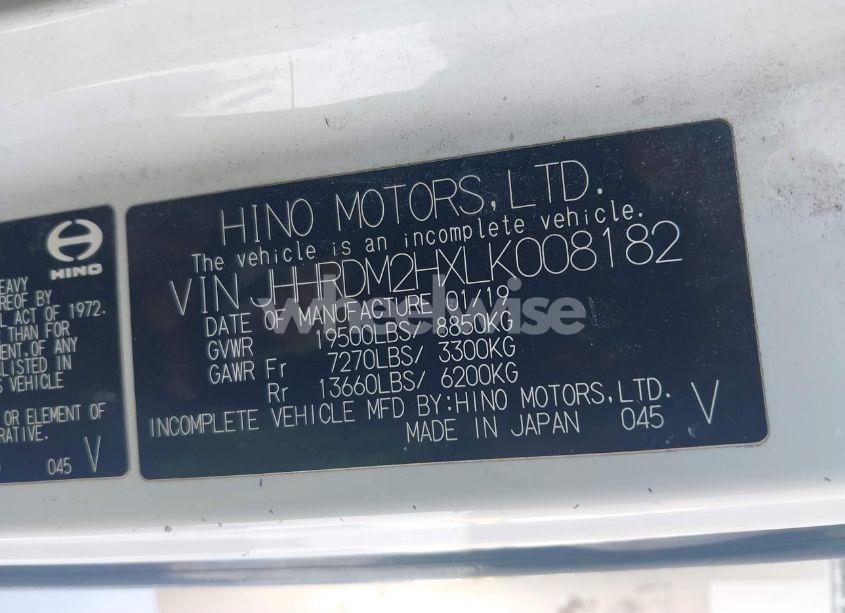 HINO
EAVY
REOF BY
L ACT OF 1972.
THAN FOR
ENT, OF ANY
LISTED IN
S VEHICLE
OR ELEMENT OF
RATIVE.
045 V
HINO MOTORS, LTD.
The vehicle is an incomplete vehicle.
VIN JHHRDM2HXLK008182
DATE OF MANUFACTURE 01/19
GVWR 19500LBS/ 8850KG
GAWR Fr 7270LBS/ 3300KG
Rr 13660LBS/ 6200KG
INCOMPLETE VEHICLE MFD BY:HINO MOTORS, LTD.
MADE IN JAPAN 045 V
wheelwise